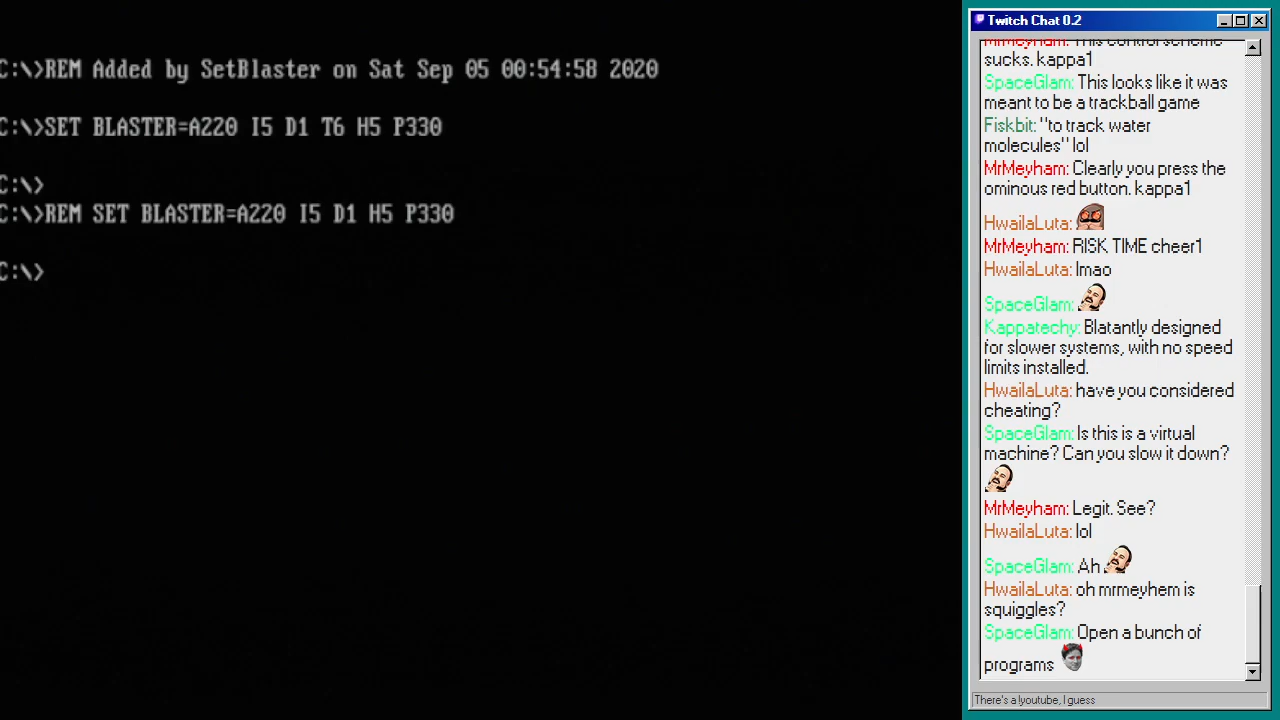 C:\>REM Added by SetBlaster on Sat Sep 05 00:54:58 2020
C:\>SET BLASTER=A220 I5 D1 T6 H5 P330
C:\>
C:\>REM SET BLASTER=A220 I5 D1 H5 P330
C:\>
Twitch Chat 0.2
MrMeyham: This controlscheme
sucks. kappa1
SpaceGlam: This looks like it was
meant to be a trackball game
Fiskbit: "to track water
molecules" lol
MrMeyham: Clearly you press the
ominous red button. kappa1
HwailaLuta:
MrMeyham: RISK TIME cheer1
HwailaLuta: lmao
SpaceGlam:
Kappatechy: Blatantly designed
for slower systems, with no speed
limits installed.
HwailaLuta: have you considered
cheating?
SpaceGlam: Is this is a virtual
machine? Can you slow it down?
MrMeyham: Legit. See?
HwailaLuta: lol
SpaceGlam: Ah
HwailaLuta: oh mrmeyhem is
squiggles?
SpaceGlam: Open a bunch of
programs
There's a !youtube, I guess